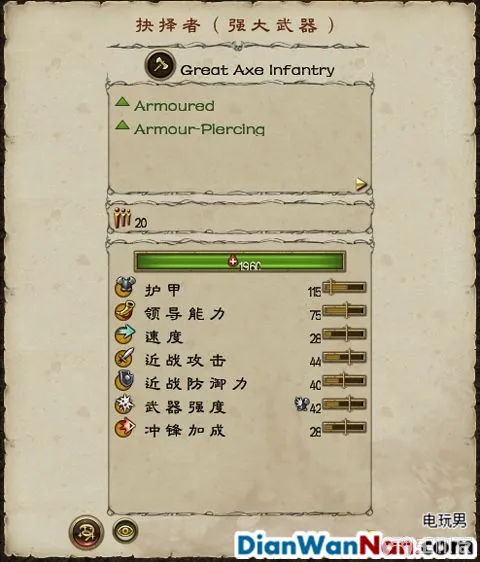 抉择者（强大武器）
Great Axe Infantry
Armoured
Armour-Piercing
20
1960
护甲 115
领导能力 75
速度 28
近战攻击 44
近战防御力 40
武器强度 42
冲锋加成 28
电玩男
DianWanNan.com